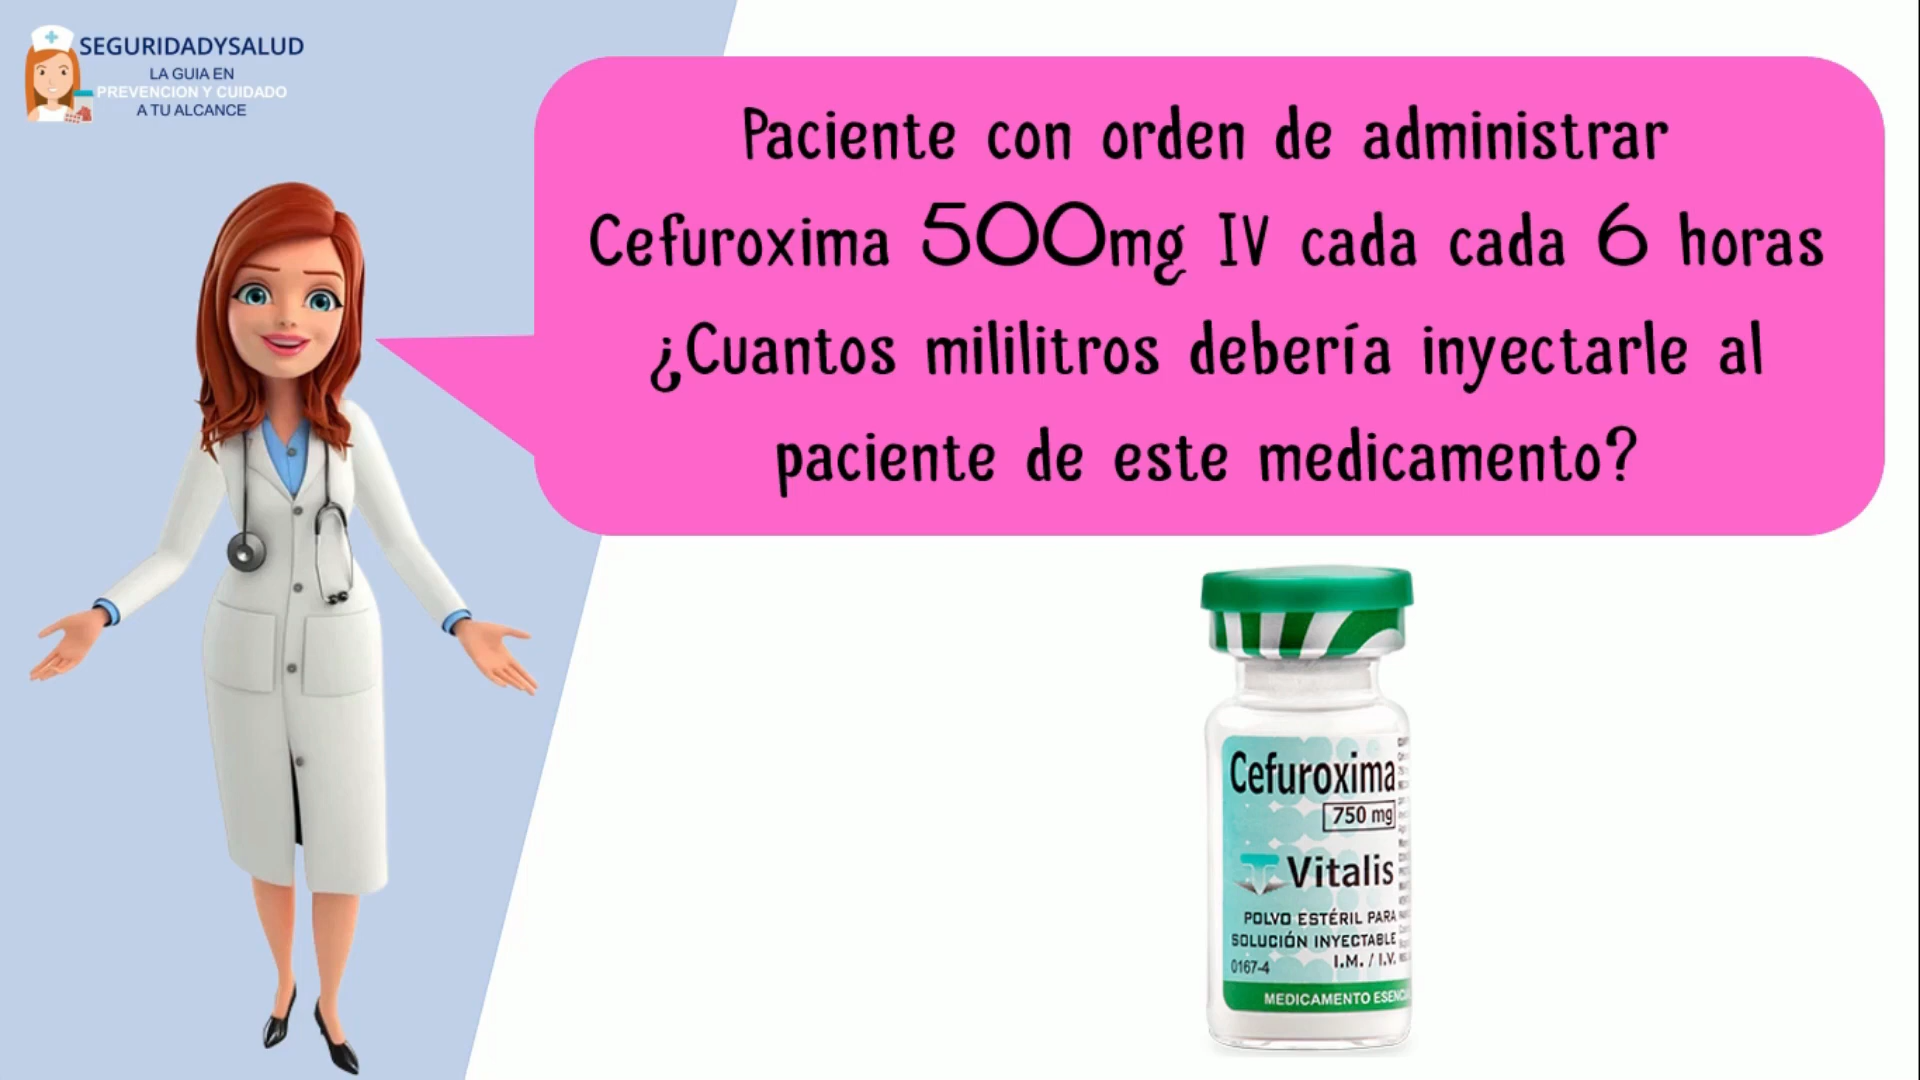 SEGURIDADYSALUD
LA GUIA EN
PREVENCION Y CUIDADO
A TU ALCANCE
Paciente con orden de administrar
Cefuroxima 500mg IV cada cada 6 horas
¿Cuantos mililitros debería inyectarle al
paciente de este medicamento?
Cefuroxima
750 mg
Vitalis
POLVO ESTÉRIL PARA
SOLUCIÓN INYECTABLE
I.M. / I.V.
0167-4
MEDICAMENTO